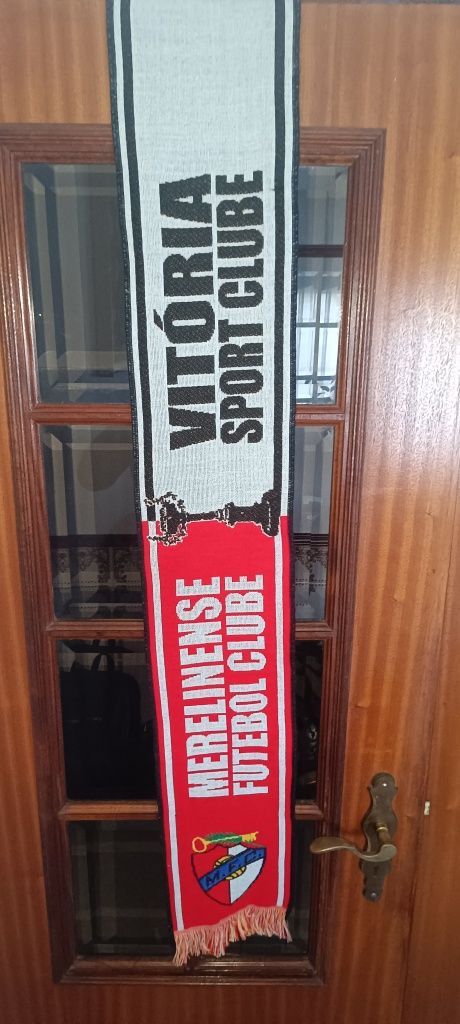 VITÓRIA
SPORT CLUBE
MERELINENSE
FUTEBOL CLUBE
M.F.C.